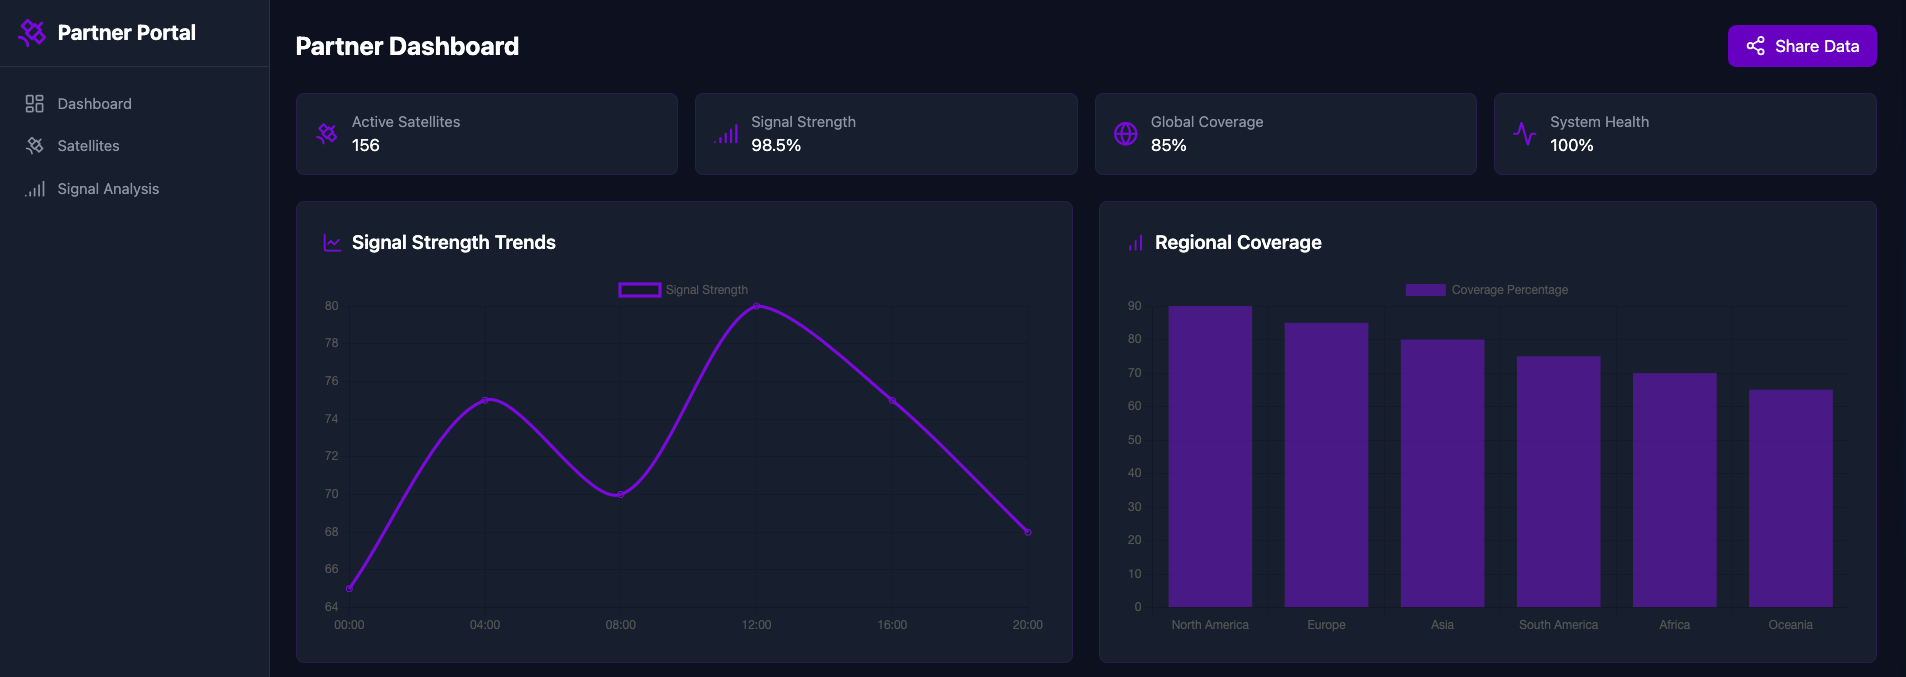 Partner Portal
Dashboard
Satellites
Signal Analysis
Partner Dashboard
Share Data
Active Satellites
156
Signal Strength
98.5%
Global Coverage
85%
System Health
100%
Signal Strength Trends
Signal Strength
80
78
76
74
72
70
68
66
64
00:00 04:00 08:00 12:00 16:00 20:00
Regional Coverage
Coverage Percentage
90
80
70
60
50
40
30
20
10
0
North America Europe Asia South America Africa Oceania